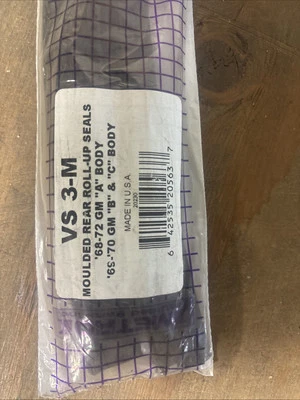 VS 3-M
MOULDED REAR ROLL-UP SEALS
'68-72 GM "A" BODY
'69-'70 GM "B" & "C" BODY
MADE IN U.S.A.
6 42535 20563 7